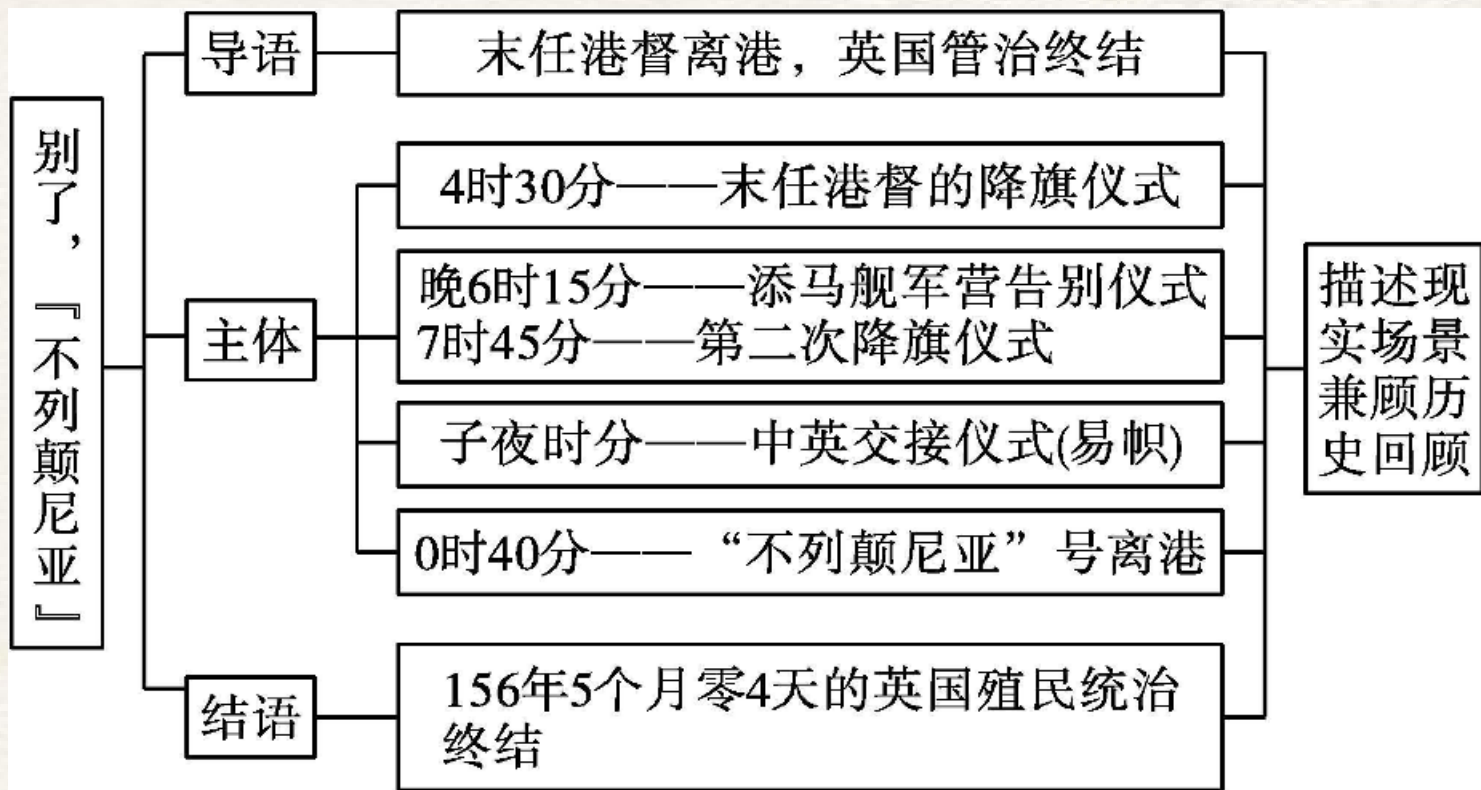 别了，『不列颠尼亚』
导语
末任港督离港，英国管治终结
主体
4时30分——末任港督的降旗仪式
晚6时15分——添马舰军营告别仪式
7时45分——第二次降旗仪式
子夜时分——中英交接仪式(易帜)
0时40分——“不列颠尼亚”号离港
结语
156年5个月零4天的英国殖民统治
终结
描述现
实场景
兼顾历
史回顾